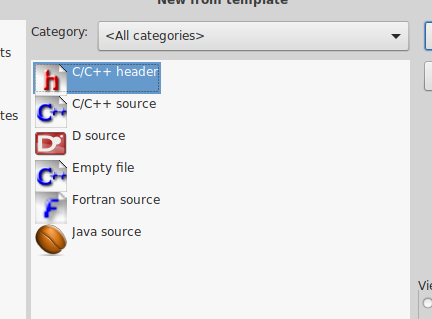 New from template
Category:
<All categories>
ts
tes
C/C++ header
C/C++ source
D source
Empty file
Fortran source
Java source
Vie